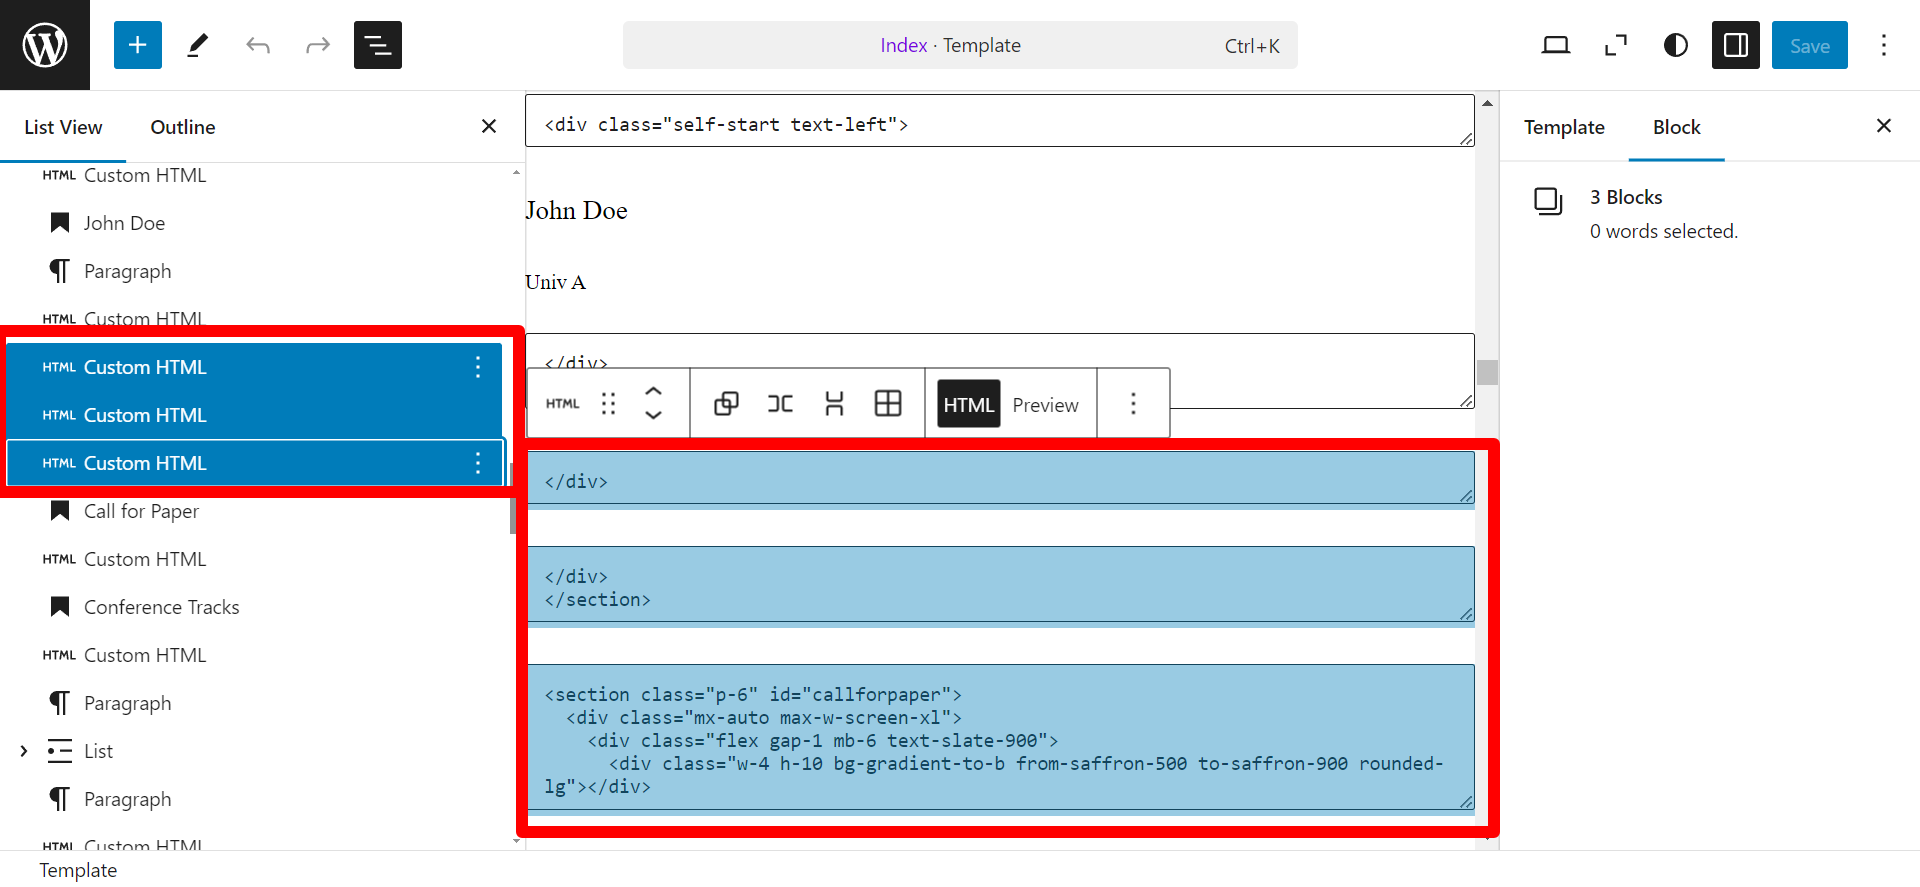 Index · Template
Ctrl+K
Save
List View
Outline
HTML Custom HTML
John Doe
Paragraph
HTML Custom HTML
HTML Custom HTML
HTML Custom HTML
HTML Custom HTML
Call for Paper
HTML Custom HTML
Conference Tracks
HTML Custom HTML
Paragraph
List
Paragraph
HTML Custom HTML
Template
<div class="self-start text-left">
John Doe
Univ A
</div>
HTML
HTML
Preview
</div>
</div>
</section>
<section class="p-6" id="callforpaper">
<div class="mx-auto max-w-screen-xl">
<div class="flex gap-1 mb-6 text-slate-900">
<div class="w-4 h-10 bg-gradient-to-b from-saffron-500 to-saffron-900 rounded-
lg"></div>
Template
Block
3 Blocks
0 words selected.